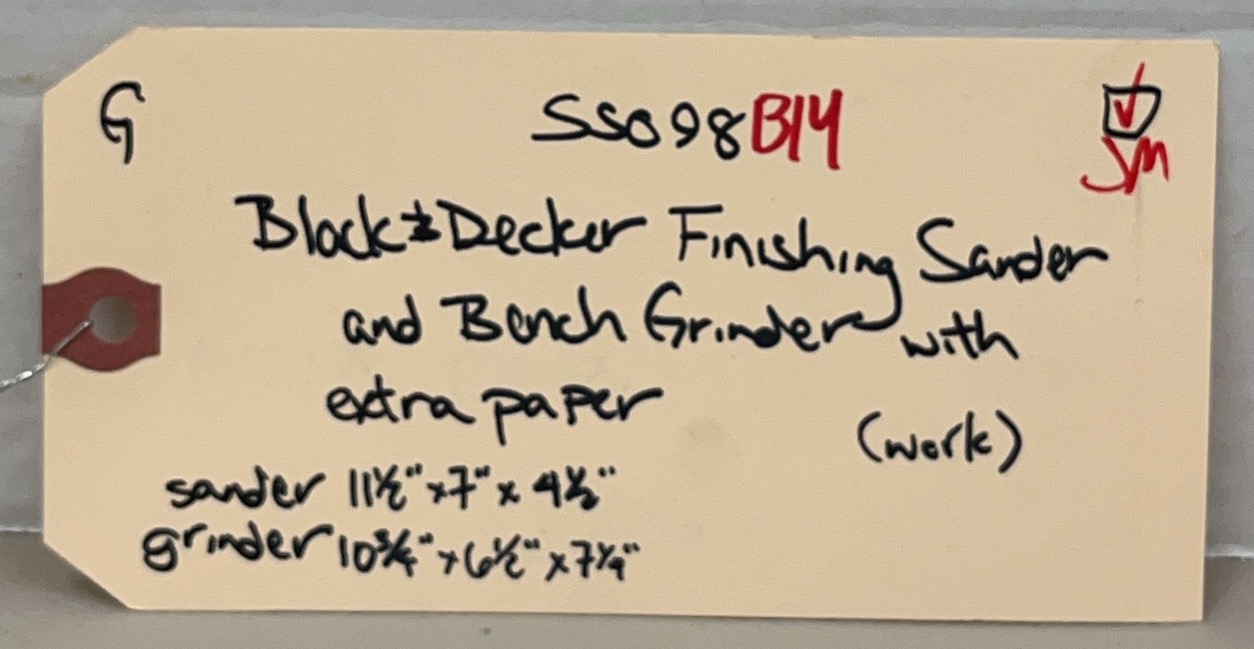 G SS098B14 ☑
JM
Black & Decker Finishing Sander
and Bench Grinder with
extra paper
(work)
sander 11½" x 7" x 4½"
grinder 10¾" x 6½" x 7¼"